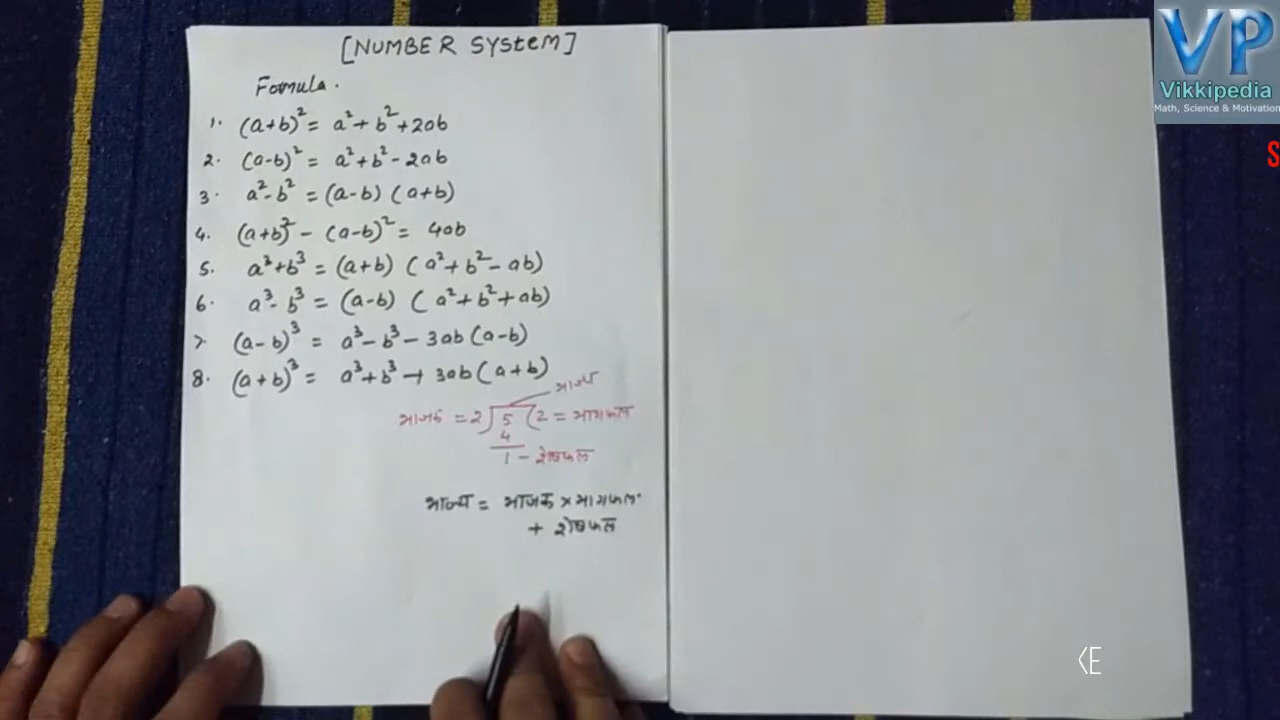 [NUMBER SYSTEM]
Formula.
1. (a+b)² = a² + b² + 2ab
2. (a-b)² = a² + b² - 2ab
3. a² - b² = (a-b) (a+b)
4. (a+b)² - (a-b)² = 4ab
5. a³ + b³ = (a+b) (a² + b² - ab)
6. a³ - b³ = (a-b) (a² + b² + ab)
7. (a-b)³ = a³ - b³ - 3ab (a-b)
8. (a+b)³ = a³ + b³ + 3ab (a+b)
भाज्य
भाजक = 2) 5 (2 = भागफल
4
1 - शेषफल
भाज्य = भाजक × भागफल
+ शेषफल
VP
Vikkipedia
Math, Science & Motivation
S
KE